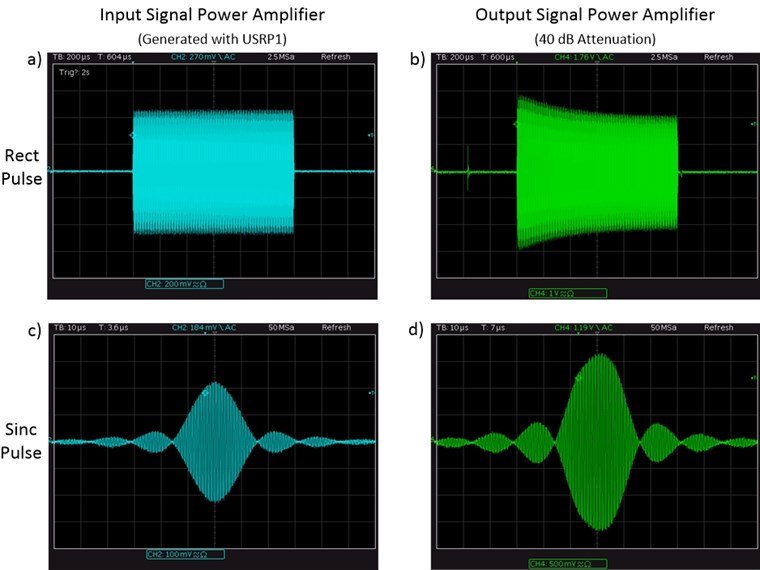 Input Signal Power Amplifier
(Generated with USRP1)
Output Signal Power Amplifier
(40 dB Attenuation)
a)
TB: 200µs T: 604µs CH2: 270mV\AC 2.5MSa Refresh
Trig?: 2s
CH2: 200mV≂Ω
b)
TB: 200µs T: 600µs CH4: 1.76 V\AC 2.5MSa Refresh
CH4: 1V≂Ω
Rect
Pulse
c)
TB: 10µs T: 3.6µs CH2: 184mV\AC 50MSa Refresh
CH2: 100mV≂Ω
d)
TB: 10µs T: 7µs CH4: 1.19 V\AC 50MSa Refresh
CH4: 500mV≂Ω
Sinc
Pulse